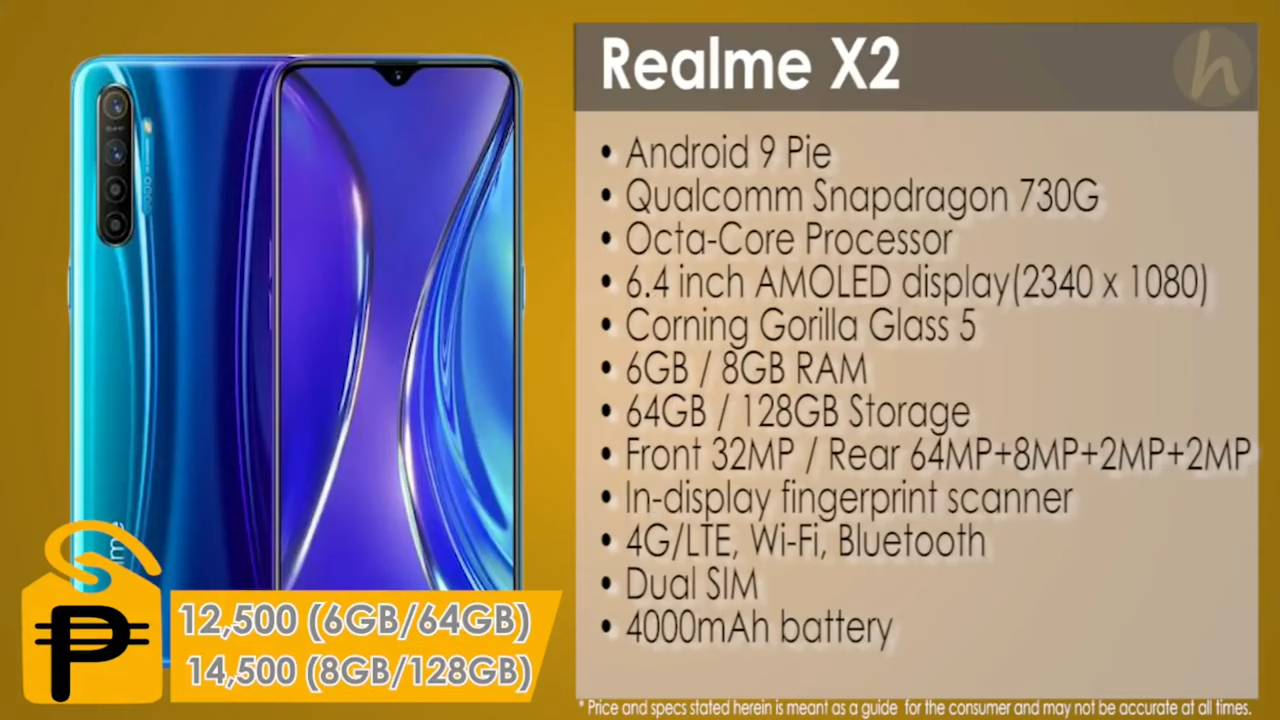 Realme X2
h
• Android 9 Pie
• Qualcomm Snapdragon 730G
• Octa-Core Processor
• 6.4 inch AMOLED display(2340 x 1080)
• Corning Gorilla Glass 5
• 6GB / 8GB RAM
• 64GB / 128GB Storage
• Front 32MP / Rear 64MP+8MP+2MP+2MP
• In-display fingerprint scanner
• 4G/LTE, Wi-Fi, Bluetooth
• Dual SIM
• 4000mAh battery
₱
12,500 (6GB/64GB)
14,500 (8GB/128GB)
* Price and specs stated herein is meant as a guide for the consumer and may not be accurate at all times.